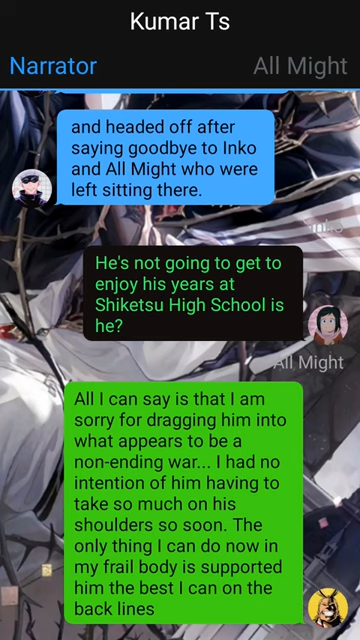 Kumar Ts
Narrator
All Might
and headed off after
saying goodbye to Inko
and All Might who were
left sitting there.
Inko
He's not going to get to
enjoy his years at
Shiketsu High School is
he?
All Might
All I can say is that I am
sorry for dragging him into
what appears to be a
non-ending war... I had no
intention of him having to
take so much on his
shoulders so soon. The
only thing I can do now in
my frail body is supported
him the best I can on the
back lines